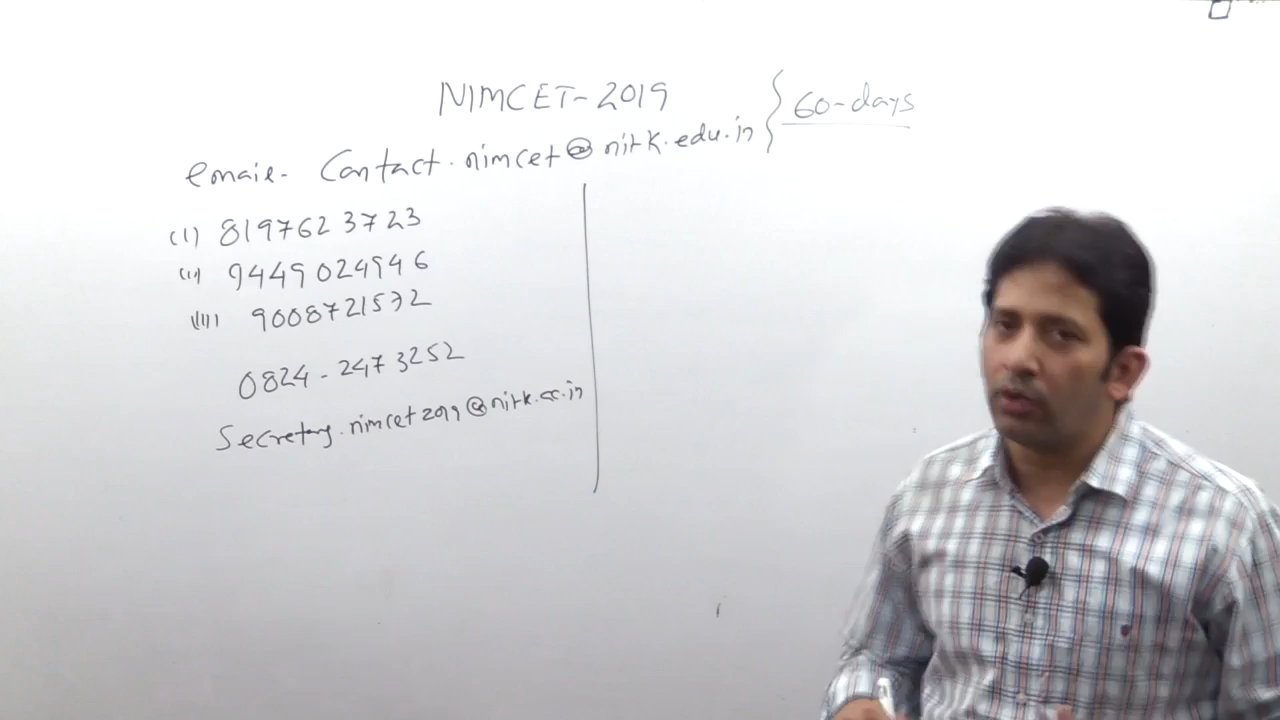 NIMCET-2019
60-days
emaie- Contact.nimcet@nitk.edu.in
(I) 8197623723
(II) 9449024946
(III) 9008721572
0824-2473252
Secretary.nimcet2019@nitk.ac.in